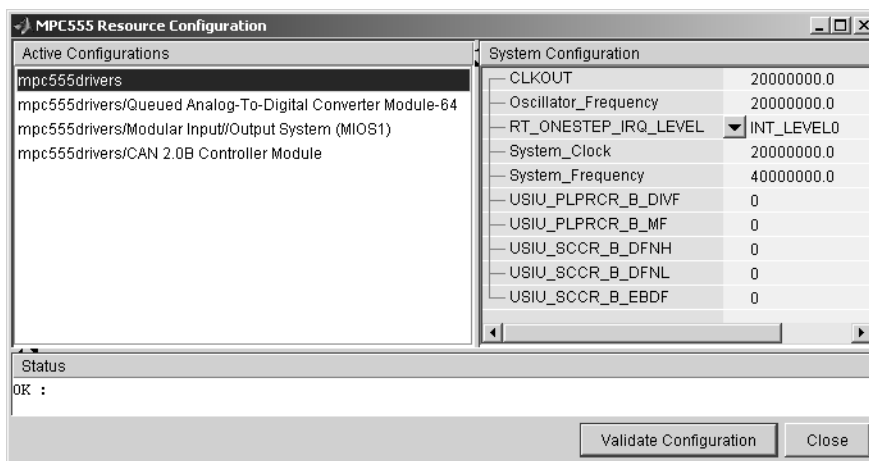 MPC555 Resource Configuration
Active Configurations
mpc555drivers
mpc555drivers/Queued Analog-To-Digital Converter Module-64
mpc555drivers/Modular Input//Output System (MIOS1)
mpc555drivers/CAN 2.0B Controller Module
System Configuration
CLKOUT 20000000.0
Oscillator_Frequency 20000000.0
RT_ONESTEP_IRQ_LEVEL INT_LEVEL0
System_Clock 20000000.0
System_Frequency 40000000.0
USIU_PLPRCR_B_DIVF 0
USIU_PLPRCR_B_MF 0
USIU_SCCR_B_DFNH 0
USIU_SCCR_B_DFNL 0
USIU_SCCR_B_EBDF 0
Status
OK :
Validate Configuration Close